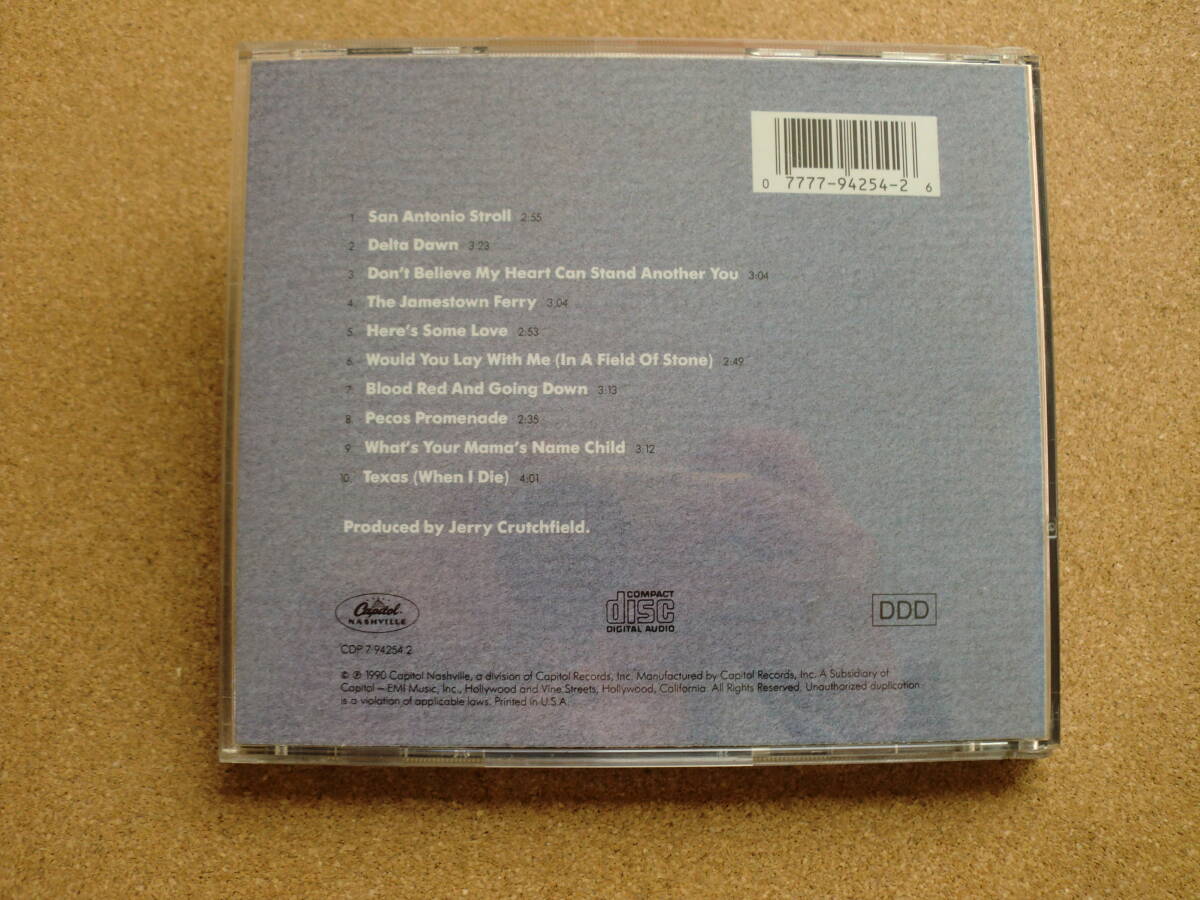 0 7777-94254-2 6
1. San Antonio Stroll 2:55
2. Delta Dawn 3:23
3. Don't Believe My Heart Can Stand Another You 3:04
4. The Jamestown Ferry 3:04
5. Here's Some Love 2:53
6. Would You Lay With Me (In A Field Of Stone) 2:49
7. Blood Red And Going Down 3:13
8. Pecos Promenade 2:35
9. What's Your Mama's Name Child 3:12
10. Texas (When I Die) 4:01
Produced by Jerry Crutchfield.
Capitol
NASHVILLE
COMPACT
disc
DIGITAL AUDIO
DDD
CDP 7 94254 2
© ℗ 1990 Capitol Nashville, a division of Capitol Records, Inc. Manufactured by Capitol Records, Inc. A Subsidiary of
Capitol — EMI Music, Inc., Hollywood and Vine Streets, Hollywood, California. All Rights Reserved. Unauthorized duplication
is a violation of applicable laws. Printed in U.S.A.